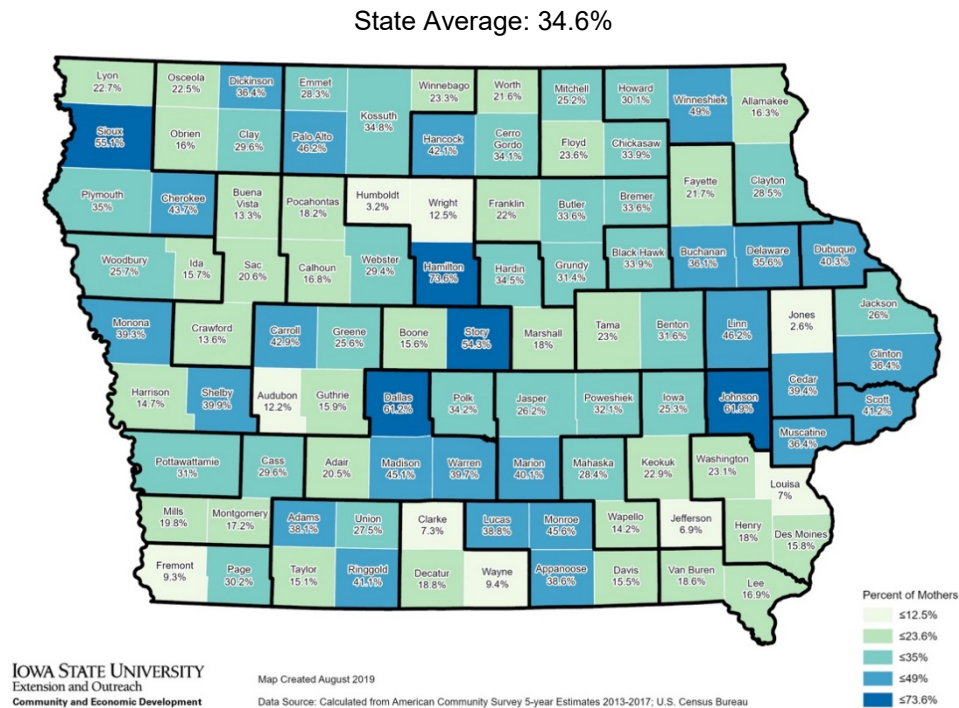 State Average: 34.6%
Lyon
22.7%
Osceola
22.5%
Dickinson
36.4%
Emmet
28.3%
Kossuth
34.8%
Winnebago
23.3%
Worth
21.6%
Mitchell
25.2%
Howard
30.1%
Winneshiek
49%
Allamakee
16.3%
Sioux
55.1%
Obrien
16%
Clay
29.6%
Palo Alto
46.2%
Hancock
42.1%
Cerro
Gordo
34.1%
Floyd
23.6%
Chickasaw
33.9%
Fayette
21.7%
Clayton
28.5%
Plymouth
35%
Cherokee
43.7%
Buena
Vista
13.3%
Pocahontas
18.2%
Humboldt
3.2%
Wright
12.5%
Franklin
22%
Butler
33.6%
Bremer
33.6%
Woodbury
25.7%
Ida
15.7%
Sac
20.6%
Calhoun
16.8%
Webster
29.4%
Hamilton
73.6%
Hardin
34.5%
Grundy
31.4%
Black Hawk
33.9%
Buchanan
36.1%
Delaware
35.6%
Dubuque
40.3%
Monona
39.3%
Crawford
13.6%
Carroll
42.9%
Greene
25.6%
Boone
15.6%
Story
54.3%
Marshall
18%
Tama
23%
Benton
31.6%
Linn
46.2%
Jones
2.6%
Jackson
26%
Clinton
36.4%
Harrison
14.7%
Shelby
39.9%
Audubon
12.2%
Guthrie
15.9%
Dallas
61.2%
Polk
34.2%
Jasper
26.2%
Poweshiek
32.1%
Iowa
25.3%
Johnson
61.9%
Cedar
39.4%
Scott
41.2%
Muscatine
36.4%
Pottawattamie
31%
Cass
29.6%
Adair
20.5%
Madison
45.1%
Warren
39.7%
Marion
40.1%
Mahaska
28.4%
Keokuk
22.9%
Washington
23.1%
Louisa
7%
Mills
19.8%
Montgomery
17.2%
Adams
38.1%
Union
27.5%
Clarke
7.3%
Lucas
38.8%
Monroe
45.6%
Wapello
14.2%
Jefferson
6.9%
Henry
18%
Des Moines
15.8%
Fremont
9.3%
Page
30.2%
Taylor
15.1%
Ringgold
41.1%
Decatur
18.8%
Wayne
9.4%
Appanoose
38.6%
Davis
15.5%
Van Buren
18.6%
Lee
16.9%
Percent of Mothers
≤12.5%
≤23.6%
≤35%
≤49%
≤73.6%
IOWA STATE UNIVERSITY
Extension and Outreach
Community and Economic Development
Map Created August 2019
Data Source: Calculated from American Community Survey 5-year Estimates 2013-2017; U.S. Census Bureau